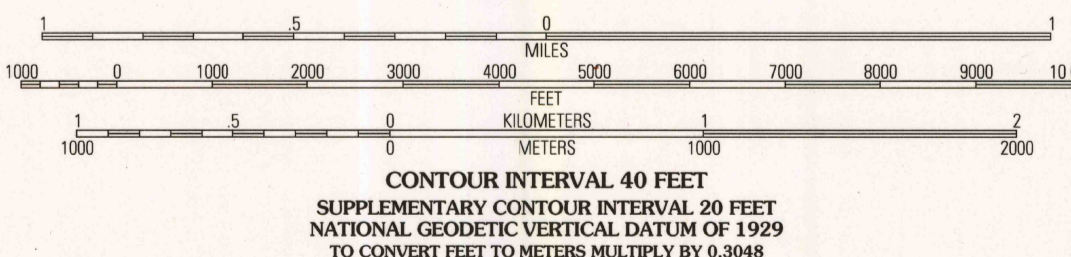 1 .5 0 1
MILES
1000 0 1000 2000 3000 4000 5000 6000 7000 8000 9000 10
FEET
1 .5 0 KILOMETERS 1 2
1000 0 METERS 1000 2000
CONTOUR INTERVAL 40 FEET
SUPPLEMENTARY CONTOUR INTERVAL 20 FEET
NATIONAL GEODETIC VERTICAL DATUM OF 1929
TO CONVERT FEET TO METERS MULTIPLY BY 0.3048